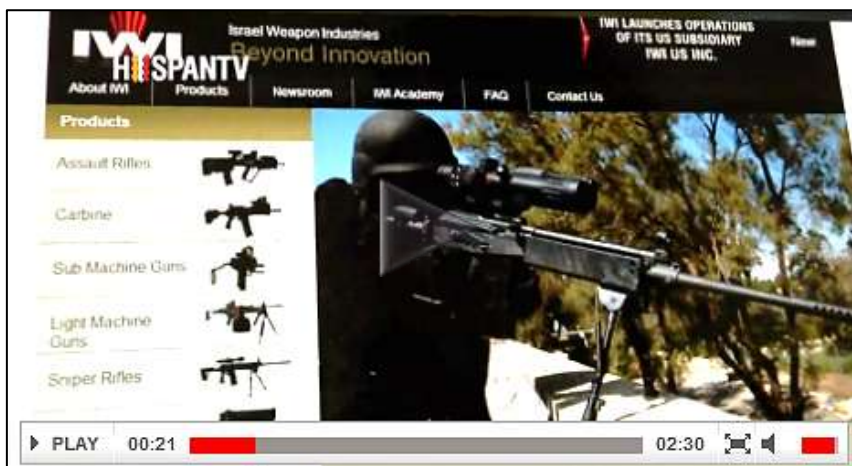 IWI
Israel Weapon Industries
Beyond Innovation
IWI LAUNCHES OPERATIONS
OF ITS US SUBSIDIARY
IWI US INC.
New
HISPANTV
About IWI
Products
Newsroom
IWI Academy
FAQ
Contact Us
Products
Assault Rifles
Carbine
Sub Machine Guns
Light Machine
Guns
Sniper Rifles
PLAY 00:21 02:30